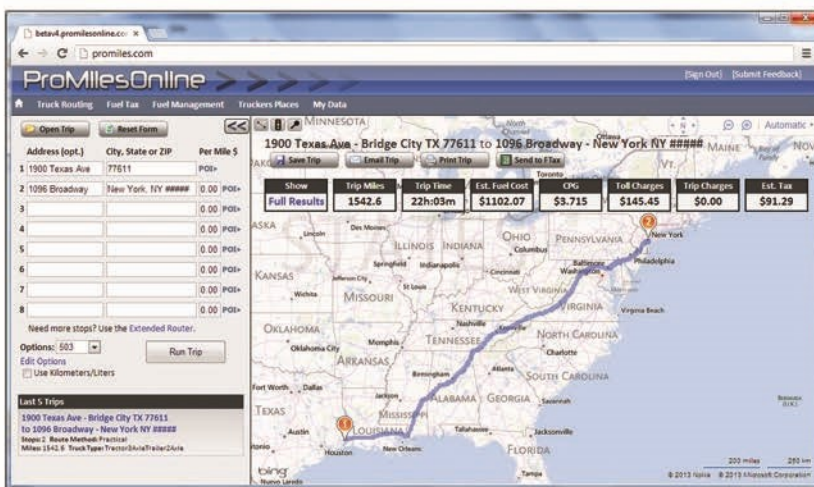 betav4.promilesonline.co
promiles.com
ProMilesOnline
[Sign Out] [Submit Feedback]
Truck Routing Fuel Tax Fuel Management Truckers Places My Data
Open Trip Reset Form <<
Address (opt.) City, State or ZIP Per Mile $
1 1900 Texas Ave 77611 POI»
2 1096 Broadway New York, NY ##### 0.00 POI»
3 0.00 POI»
4 0.00 POI»
5 0.00 POI»
6 0.00 POI»
7 0.00 POI»
8 0.00 POI»
Need more stops? Use the Extended Router.
Options: 503
Edit Options
Run Trip
Use Kilometers/Liters
Last 5 Trips
1900 Texas Ave - Bridge City TX 77611
to 1096 Broadway - New York NY #####
Stops: 2 Route Method: Practical
Miles: 1542.6 Truck Type: Tractor3AxleTrailer2Axle
Automatic
1900 Texas Ave - Bridge City TX 77611 to 1096 Broadway - New York NY #####
Save Trip Email Trip Print Trip Send to FTax
Show Trip Miles Trip Time Est. Fuel Cost CPG Toll Charges Trip Charges Est. Tax
Full Results 1542.6 22h:03m $1102.07 $3.715 $145.45 $0.00 $91.29
MINNESOTA
Ottawa
MAINE
VT.
Toronto
Lincoln
Des Moines
ILLINOIS
INDIANA
OHIO
Columbus
PENNSYLVANIA
2
New York
Philadelphia
Springfield
Indianapolis
Baltimore
Washington
Cincinnati
Jefferson City
St Louis
KANSAS
Wichita
MISSOURI
WEST VIRGINIA
VIRGINIA
Virginia Beach
KENTUCKY
Nashville
Knoxville
OKLAHOMA
Oklahoma City
Memphis
TENNESSEE
NORTH CAROLINA
Charlotte
ARKANSAS
SOUTH CAROLINA
Birmingham
Atlanta
Fort Worth
Dallas
Jackson
ALABAMA
GEORGIA
Savannah
TEXAS
MISSISSIPPI
Austin
1
LOUISIANA
Houston
New Orleans
Tallahassee
Jacksonville
FLORIDA
Tampa
Nuevo Laredo
bing
200 miles 250 km
© 2013 Nokia © 2013 Microsoft Corporation